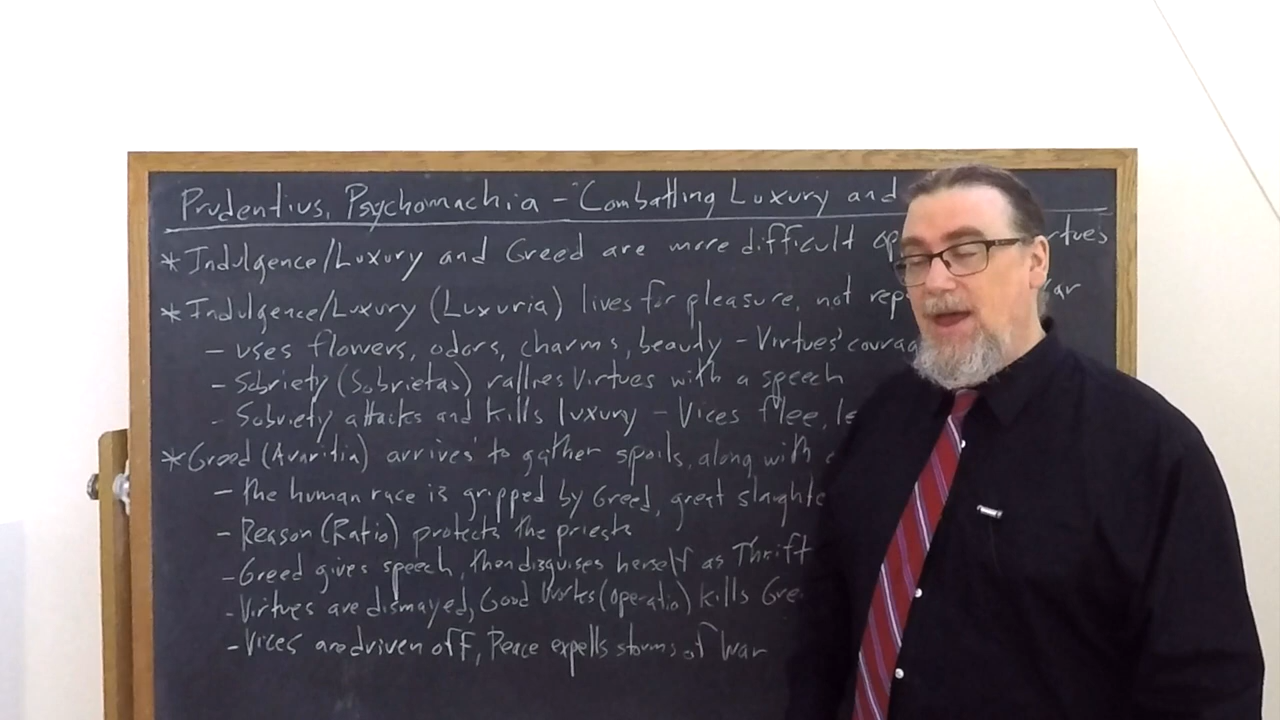 Prudentius, Psychomachia - Combatting Luxury and
* Indulgence/Luxury and Greed are more difficult
* Indulgence/Luxury (Luxuria) lives for pleasure, not
- uses flowers, odors, charms, beauty - Virtues'
- Sobriety (Sobrietas) rallies Virtues with a speech
- Sobriety attacks and kills luxury - Vices flee,
* Greed (Avaritia) arrives to gather spoils, along with
- the human race is gripped by Greed, great
- Reason (Ratio) protects the priests
- Greed gives speech, then disguises herself as Thrift
- Virtues are dismayed, Good Works (operatio) kills
- Vices are driven off, Peace expells storms of war